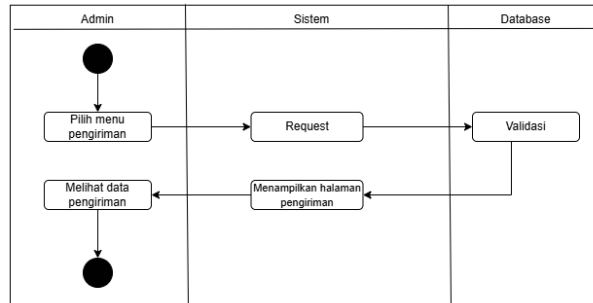 Admin
Sistem
Database
Pilih menu
pengiriman
Request
Validasi
Melihat data
pengiriman
Menampilkan halaman
pengiriman